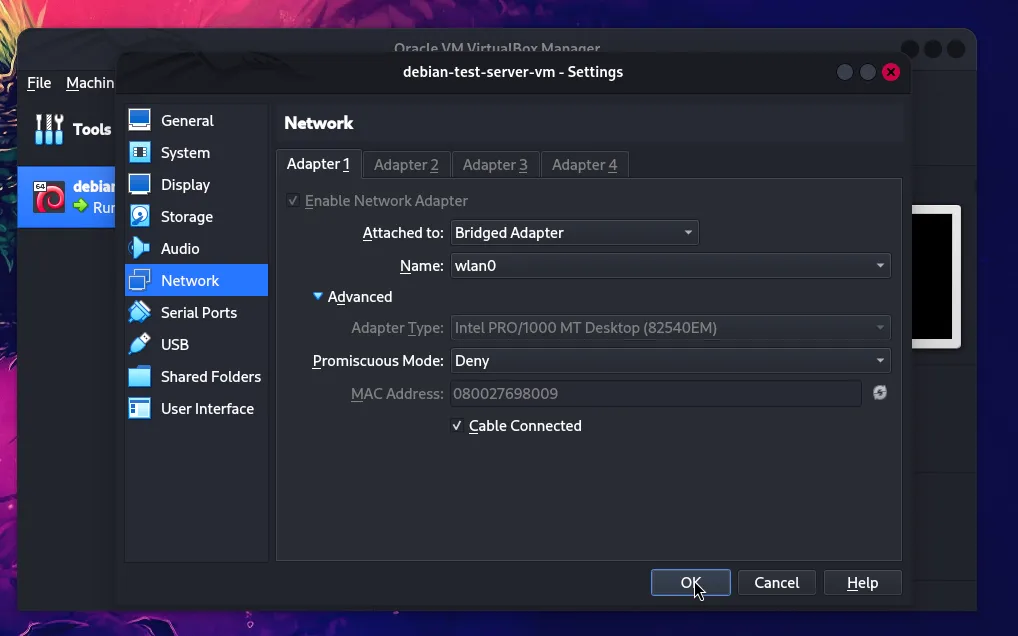 Oracle VM VirtualBox Manager
debian-test-server-vm - Settings
File Machin
Tools
64
debian
Run
General
System
Display
Storage
Audio
Network
Serial Ports
USB
Shared Folders
User Interface
Network
Adapter 1 Adapter 2 Adapter 3 Adapter 4
Enable Network Adapter
Attached to: Bridged Adapter
Name: wlan0
Advanced
Adapter Type: Intel PRO/1000 MT Desktop (82540EM)
Promiscuous Mode: Deny
MAC Address: 080027698009
Cable Connected
OK Cancel Help